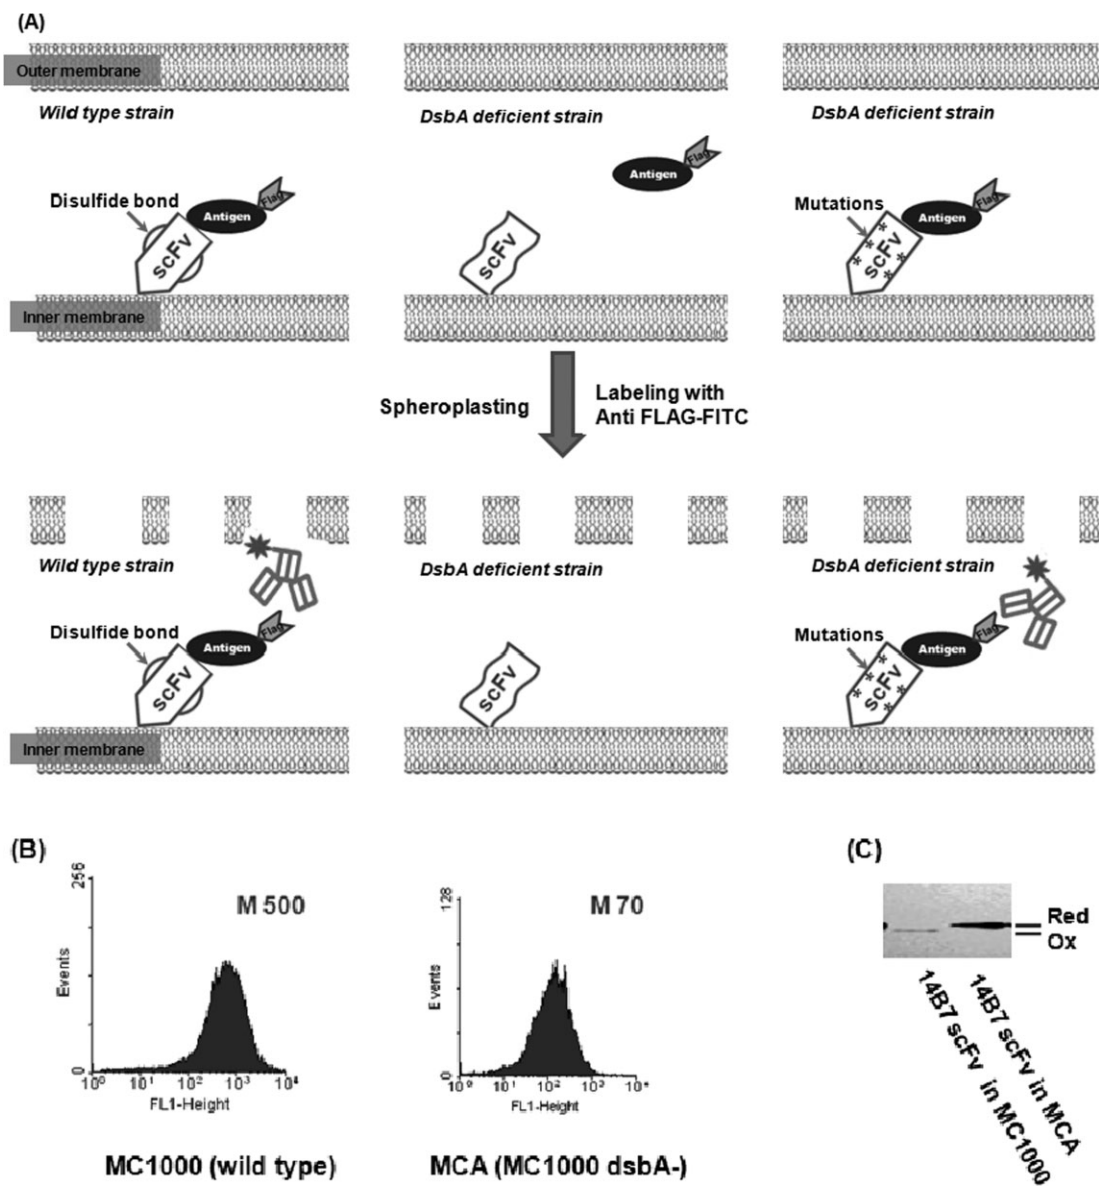 (A)
Outer membrane
Wild type strain
DsbA deficient strain
DsbA deficient strain
Disulfide bond
Antigen
Flag
scFv
scFv
Antigen
Flag
Mutations
Antigen
Flag
* * * * * *
scFv
Inner membrane
Spheroplasting
Labeling with
Anti FLAG-FITC
Wild type strain
DsbA deficient strain
DsbA deficient strain
Disulfide bond
Antigen
Flag
scFv
scFv
Mutations
Antigen
Flag
* * * * * *
scFv
Inner membrane
(B)
256
M 500
Events
0
10⁰ 10¹ 10² 10³ 10⁴
FL1-Height
MC1000 (wild type)
128
M 70
Events
0
10⁰ 10¹ 10² 10³ 10⁴
FL1-Height
MCA (MC1000 dsbA-)
(C)
Red
Ox
14B7 scFv in MC1000
14B7 scFv in MCA